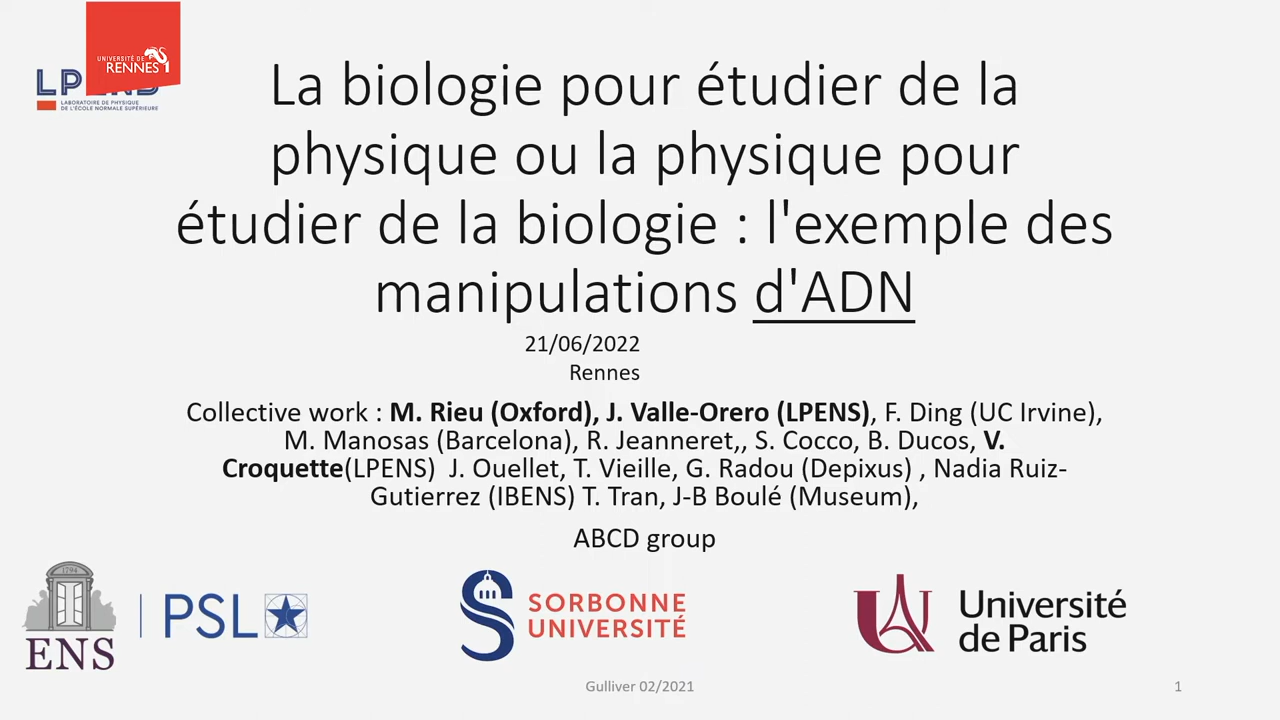 UNIVERSITÉ DE
RENNES 1
LP
LABORATOIRE DE PHYSIQUE
DE L'ÉCOLE NORMALE SUPÉRIEURE
La biologie pour étudier de la
physique ou la physique pour
étudier de la biologie : l'exemple des
manipulations d'ADN
21/06/2022
Rennes
Collective work : M. Rieu (Oxford), J. Valle-Orero (LPENS), F. Ding (UC Irvine),
M. Manosas (Barcelona), R. Jeanneret,, S. Cocco, B. Ducos, V.
Croquette(LPENS) J. Ouellet, T. Vieille, G. Radou (Depixus) , Nadia Ruiz-
Gutierrez (IBENS) T. Tran, J-B Boulé (Museum),
ABCD group
1794
ENS
PSL
SORBONNE
UNIVERSITÉ
Université
de Paris
Gulliver 02/2021
1